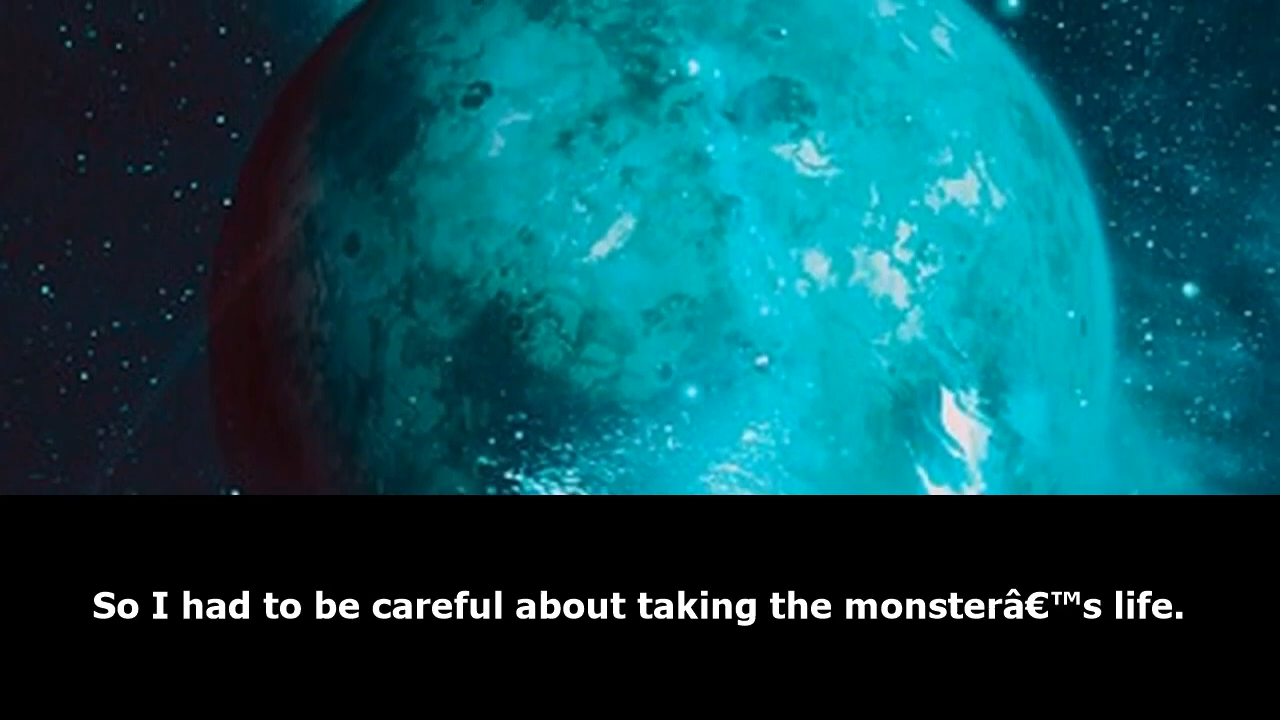 So I had to be careful about taking the monsterâ€™s life.